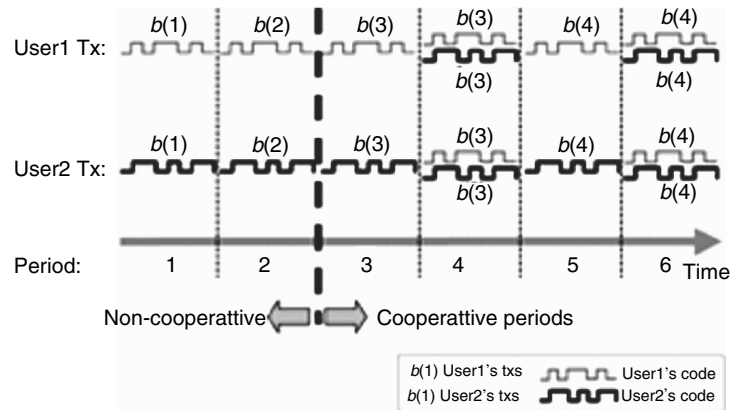 b(1) b(2) b(3) b(3) b(4) b(4)
User1 Tx:
b(3) b(4)
b(1) b(2) b(3) b(3) b(4) b(4)
User2 Tx:
b(3) b(4)
Period: 1 2 3 4 5 6 Time
Non-cooperattive Cooperattive periods
b(1) User1's txs User1's code
b(1) User2's txs User2's code